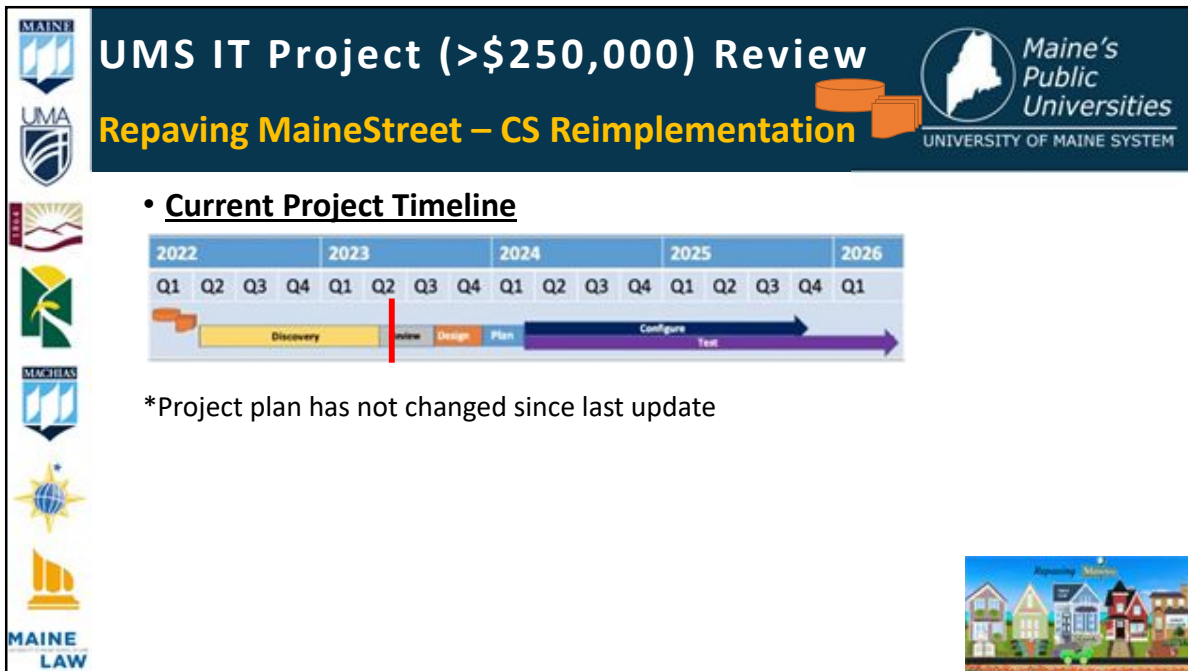 MAINE
UMS IT Project (>$250,000) Review
Repaving MaineStreet – CS Reimplementation
Maine's
Public
Universities
UNIVERSITY OF MAINE SYSTEM
UMA
1864
MACHIAS
MAINE
LAW
• Current Project Timeline
2022 2023 2024 2025 2026
Q1 Q2 Q3 Q4 Q1 Q2 Q3 Q4 Q1 Q2 Q3 Q4 Q1 Q2 Q3 Q4 Q1
Discovery Design Plan Configure
Test
*Project plan has not changed since last update
Repaving